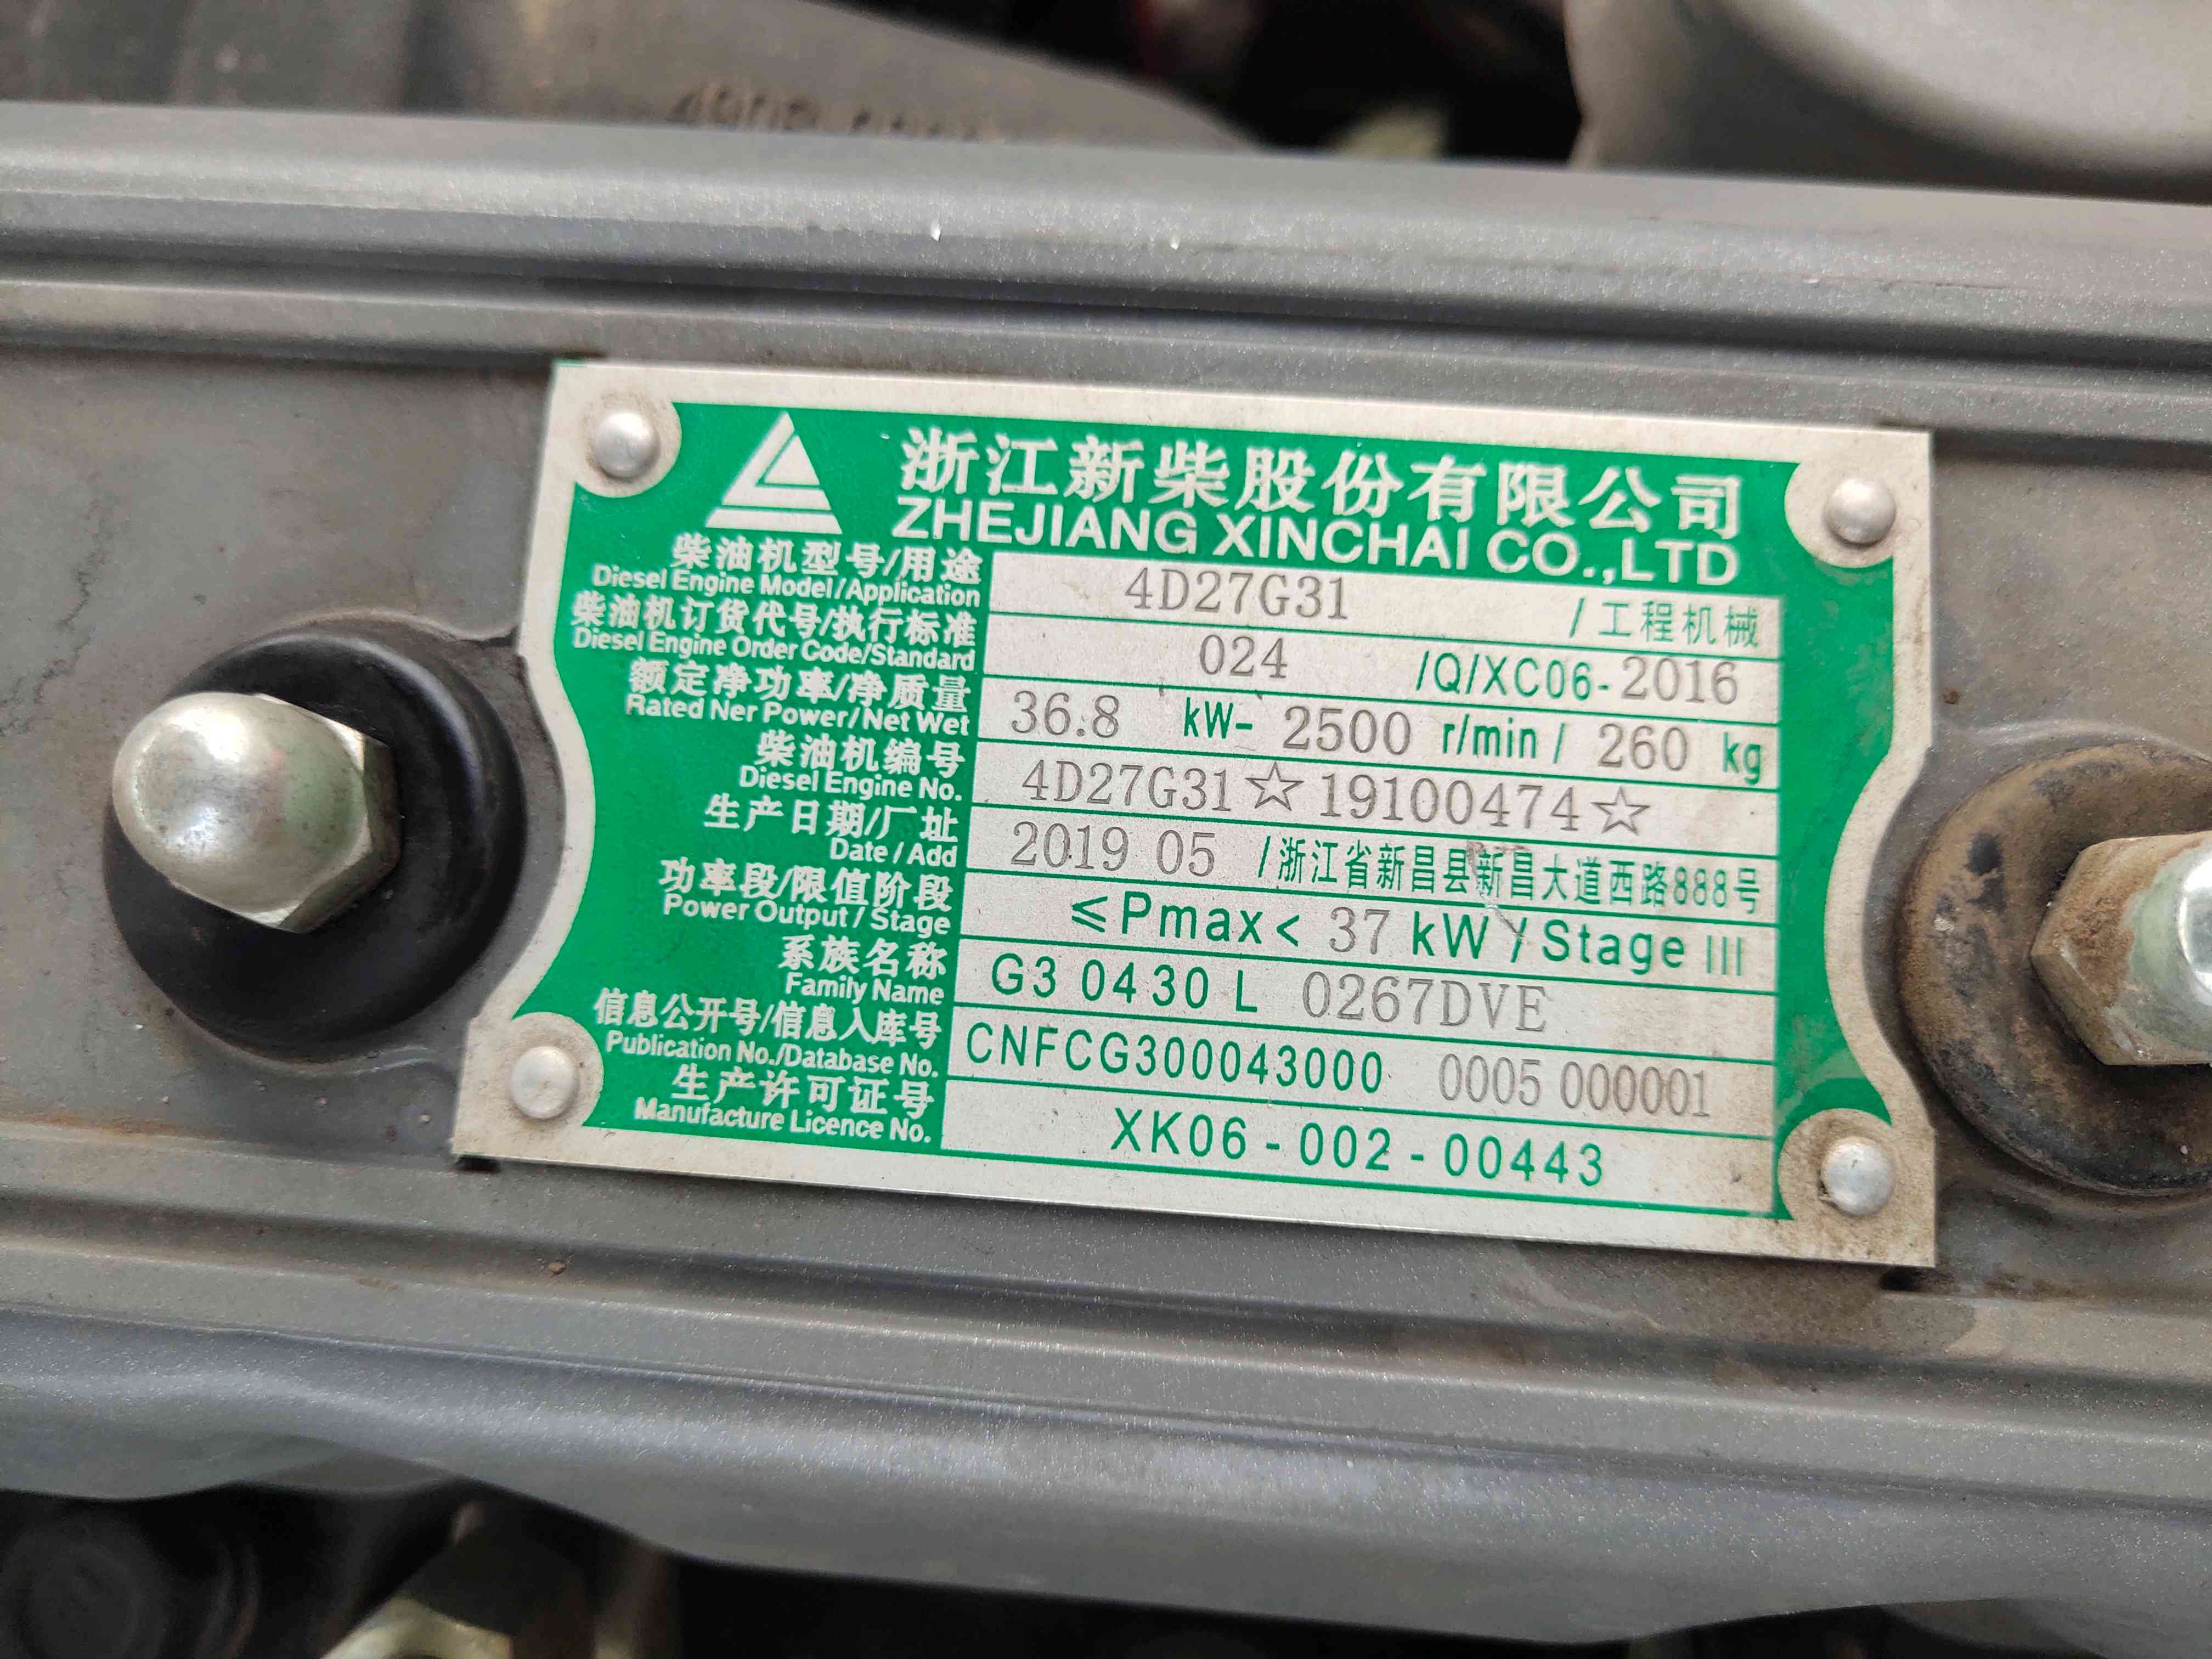 浙江新柴股份有限公司
ZHEJIANG XINCHAI CO.,LTD
柴油机型号/用途
Diesel Engine Model/Application
4D27G31 /工程机械
柴油机订货代号/执行标准
Diesel Engine Order Code/Standard
024 /Q/XC06-2016
额定净功率/净质量
Rated Ner Power/Net Wet
36.8 kW- 2500 r/min/ 260 kg
柴油机编号
Diesel Engine No.
4D27G31☆19100474☆
生产日期/厂址
Date/Add
2019 05 /浙江省新昌县新昌大道西路888号
功率段/限值阶段
Power Output/Stage
≤Pmax< 37 kW/Stage III
系族名称
Family Name
G3 0430 L 0267DVE
信息公开号/信息入库号
Publication No./Database No.
CNFCG300043000 0005 000001
生产许可证号
Manufacture Licence No.
XK06-002-00443